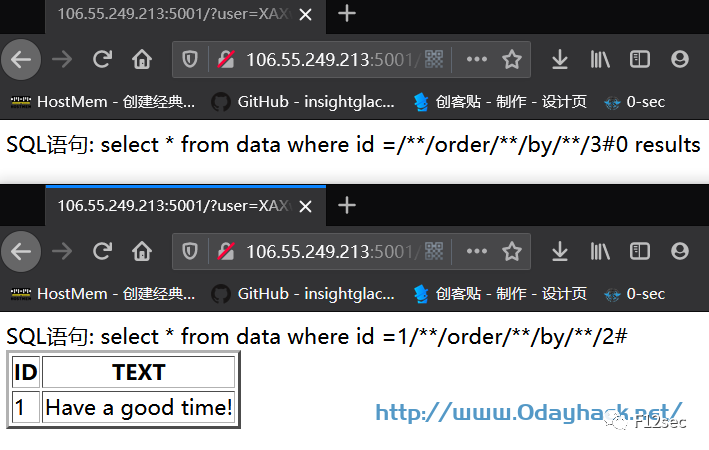 106.55.249.213:5001/?user=XAX
106.55.249.213:5001/
HostMem - 创建经典... GitHub - insightglac... 创客贴 - 制作 - 设计页 0-sec
SQL语句: select * from data where id =/**/order/**/by/**/3#0 results
106.55.249.213:5001/?user=XAX
106.55.249.213:5001/
HostMem - 创建经典... GitHub - insightglac... 创客贴 - 制作 - 设计页 0-sec
SQL语句: select * from data where id =1/**/order/**/by/**/2#
ID TEXT
1 Have a good time!
http://www.0dayhack.net/
F12sec